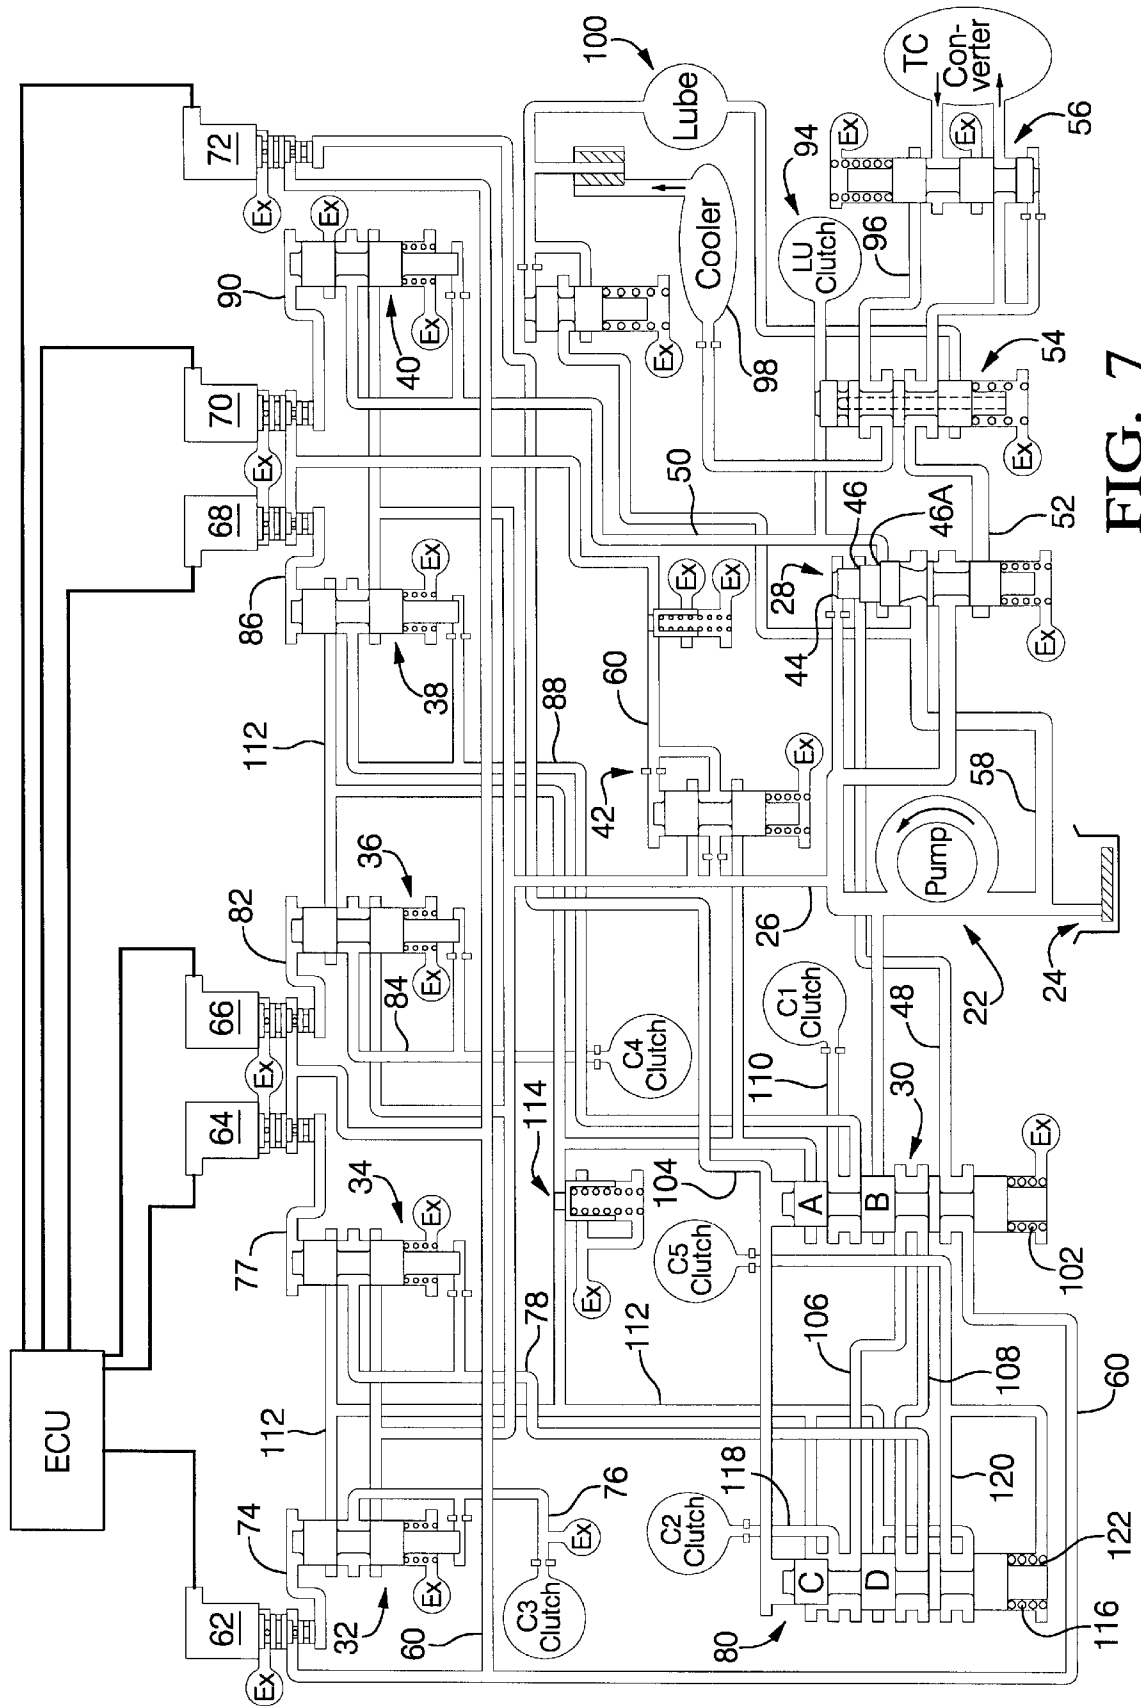 ECU
62
Ex
74
32
Ex
60
C3
Clutch
Ex
76
112
77
64
Ex
66
34
Ex
78
82
36
Ex
84
C4
Clutch
114
Ex
112
112
86
68
Ex
70
38
Ex
88
90
72
Ex
Ex
40
Ex
60
42
Ex
Ex
Ex
50
Ex
Cooler
98
Lube
100
C2
Clutch
118
80
C
D
106
108
120
116
122
60
C5
Clutch
104
A
B
30
102
Ex
C1
Clutch
110
48
26
22
24
Pump
58
44
28
46
46A
52
Ex
LU
Clutch
94
96
54
Ex
Ex
Ex
56
TC
Con-
verter
FIG. 7